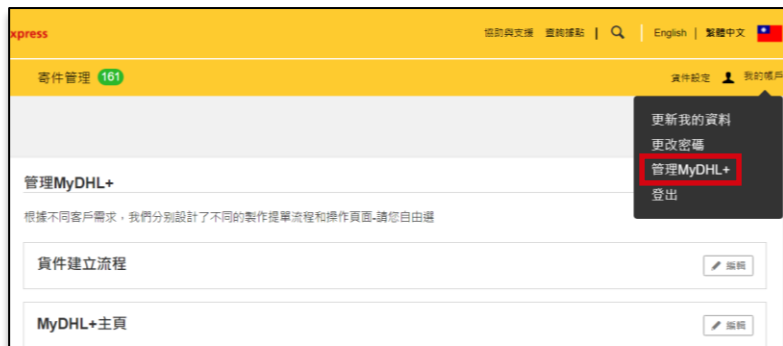 xpress
協助與支援 查詢據點 | English | 繁體中文
寄件管理 161
貨件設定 我的帳戶
更新我的資料
更改密碼
管理MyDHL+
登出
管理MyDHL+
根據不同客戶需求，我們分別設計了不同的製作提單流程和操作頁面-請您自由選
貨件建立流程
編輯
MyDHL+主頁
編輯